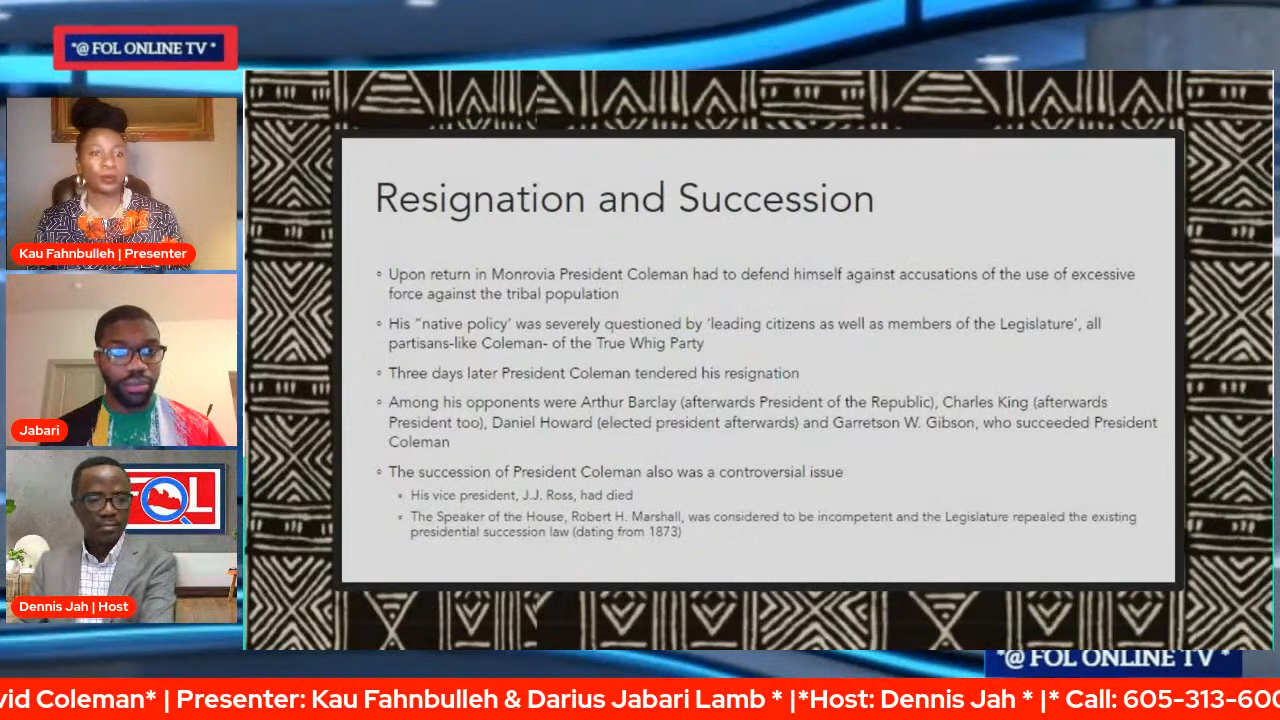 *@ FOL ONLINE TV *
Kau Fahnbulleh | Presenter
Jabari
FOL
Dennis Jah | Host
Resignation and Succession
Upon return in Monrovia President Coleman had to defend himself against accusations of the use of excessive
force against the tribal population
His “native policy’ was severely questioned by ‘leading citizens as well as members of the Legislature’, all
partisans-like Coleman- of the True Whig Party
Three days later President Coleman tendered his resignation
Among his opponents were Arthur Barclay (afterwards President of the Republic), Charles King (afterwards
President too), Daniel Howard (elected president afterwards) and Garretson W. Gibson, who succeeded President
Coleman
The succession of President Coleman also was a controversial issue
His vice president, J.J. Ross, had died
The Speaker of the House, Robert H. Marshall, was considered to be incompetent and the Legislature repealed the existing
presidential succession law (dating from 1873)
*@ FOL ONLINE TV *
vid Coleman* | Presenter: Kau Fahnbulleh & Darius Jabari Lamb * |*Host: Dennis Jah * |* Call: 605-313-600